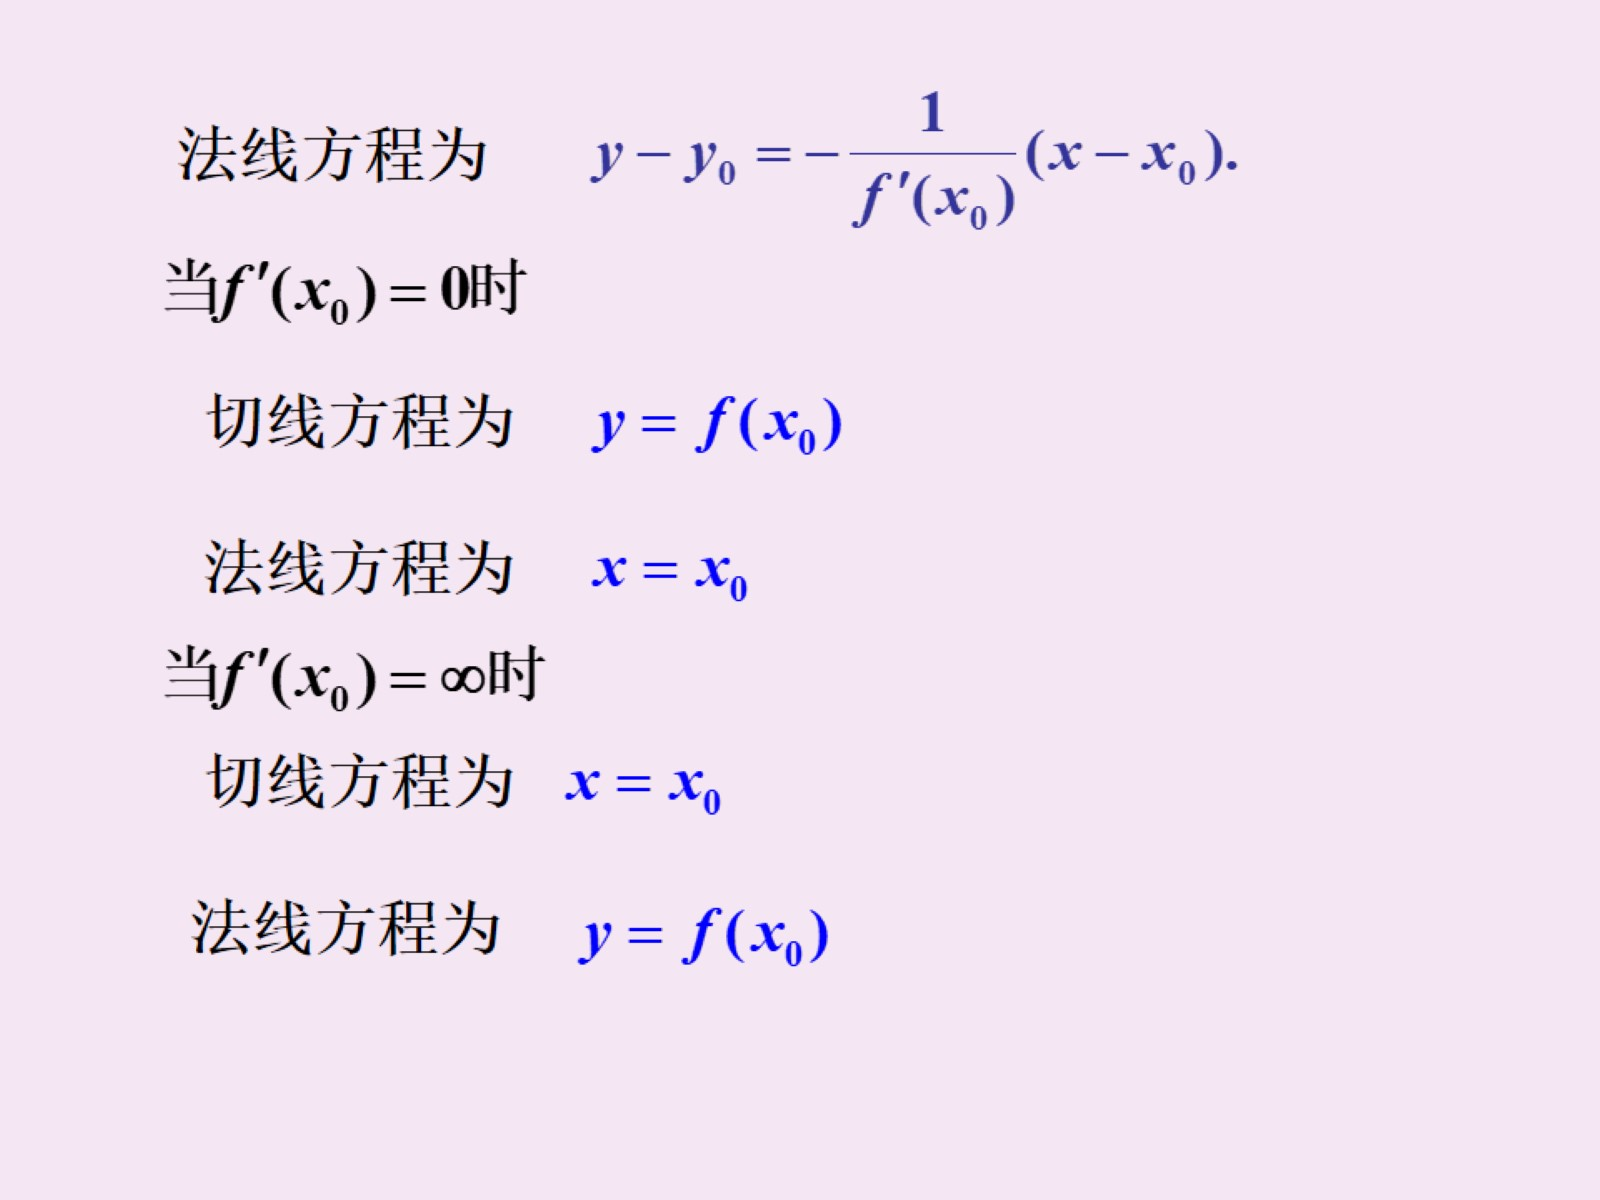 法线方程为 y − y₀ = − 1/f′(x₀) (x − x₀).
当f′(x₀) = 0时
切线方程为 y = f(x₀)
法线方程为 x = x₀
当f′(x₀) = ∞时
切线方程为 x = x₀
法线方程为 y = f(x₀)